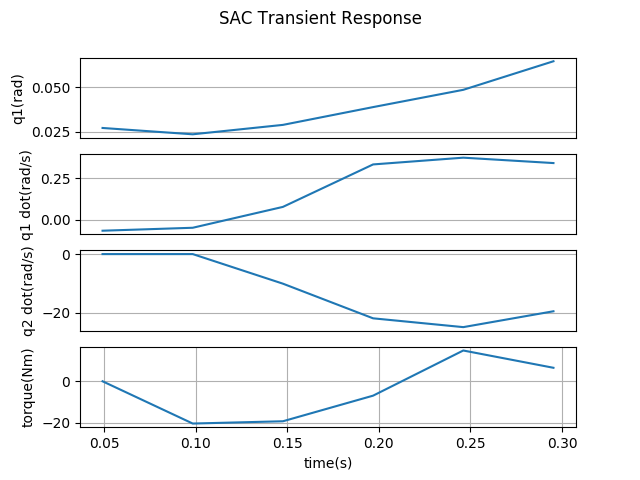 SAC Transient Response
q1(rad)
0.050
0.025
q1 dot(rad/s)
0.25
0.00
q2 dot(rad/s)
0
−20
torque(Nm)
0
−20
0.05 0.10 0.15 0.20 0.25 0.30
time(s)